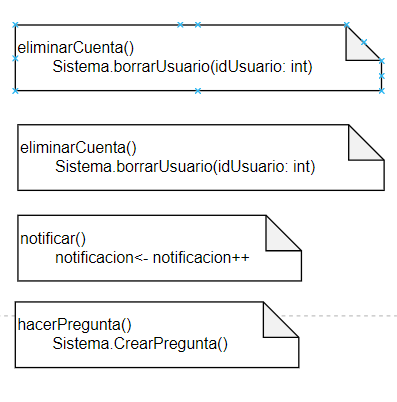 eliminarCuenta()
Sistema.borrarUsuario(idUsuario: int)
eliminarCuenta()
Sistema.borrarUsuario(idUsuario: int)
notificar()
notificacion<- notificacion++
hacerPregunta()
Sistema.CrearPregunta()